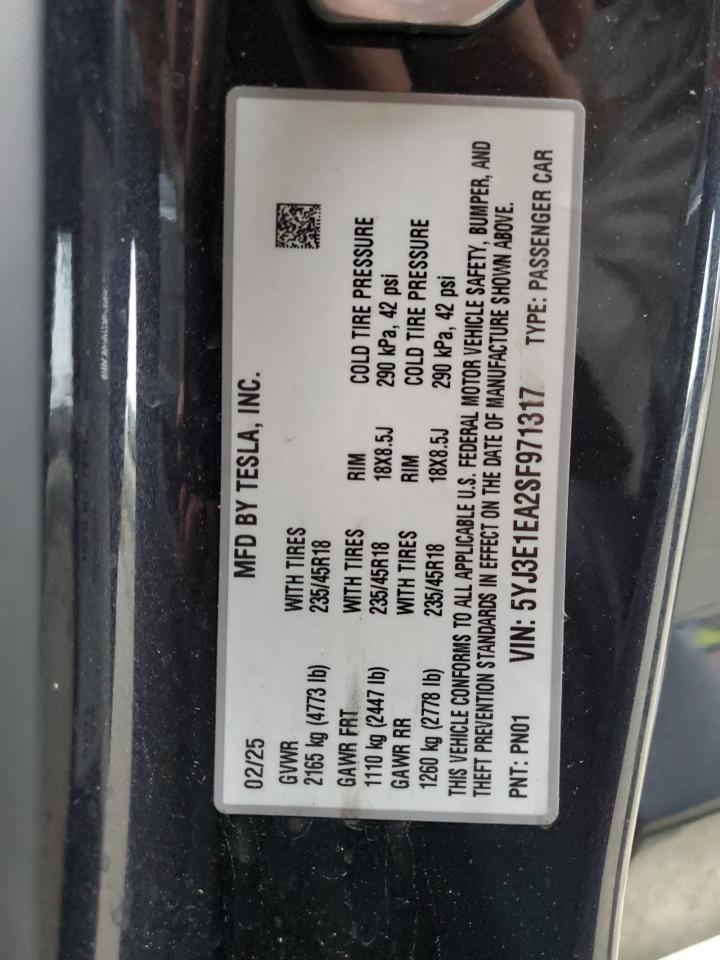 02/25 MFD BY TESLA, INC.
GVWR WITH TIRES
2165 kg (4773 lb) 235/45R18
GAWR FRT WITH TIRES RIM COLD TIRE PRESSURE
1110 kg (2447 lb) 235/45R18 18X8.5J 290 kPa, 42 psi
GAWR RR WITH TIRES RIM COLD TIRE PRESSURE
1260 kg (2778 lb) 235/45R18 18X8.5J 290 kPa, 42 psi
THIS VEHICLE CONFORMS TO ALL APPLICABLE U.S. FEDERAL MOTOR VEHICLE SAFETY, BUMPER, AND
THEFT PREVENTION STANDARDS IN EFFECT ON THE DATE OF MANUFACTURE SHOWN ABOVE.
PNT: PN01 VIN: 5YJ3E1EA2SF971317 TYPE: PASSENGER CAR